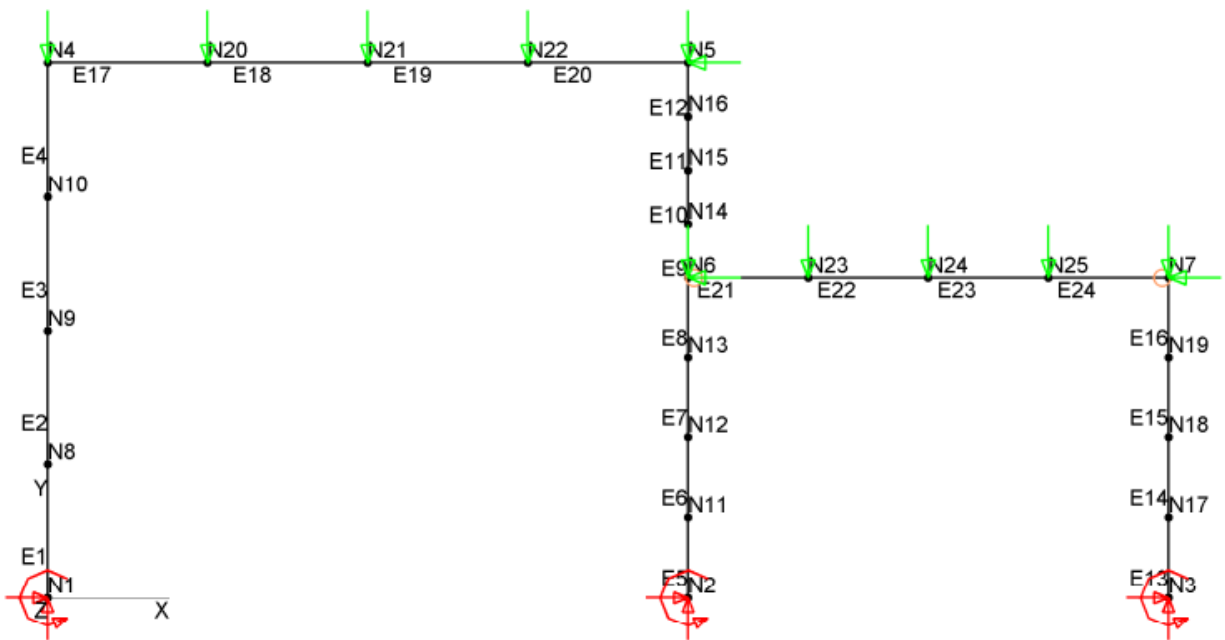 N4 N20 N21 N22 N5
E17 E18 E19 E20
E12 N16
E4 E11 N15
N10
E10 N14
E9 N6 N23 N24 N25 N7
E3 E21 E22 E23 E24
N9
E8 N13 E16 N19
E2 E7 N12 E15 N18
N8
Y
E6 N11 E14 N17
E1
N1 E5 N2 E13 N3
Z X